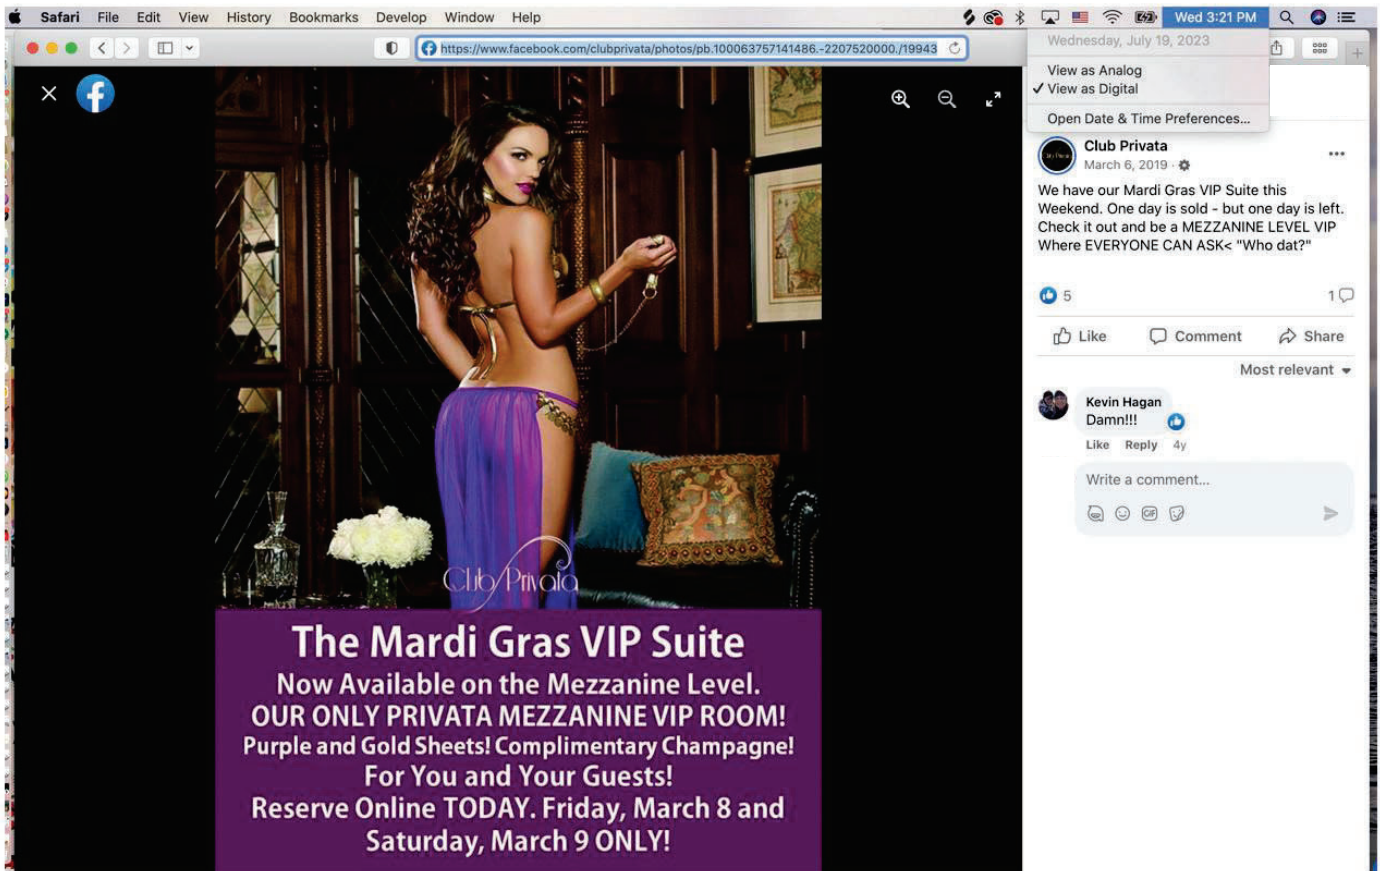 Safari File Edit View History Bookmarks Develop Window Help Wed 3:21 PM
https://www.facebook.com/clubprivata/photos/pb.100063757141486.-2207520000./19943
Wednesday, July 19, 2023
View as Analog
✓ View as Digital
Open Date & Time Preferences...
Club Privata
March 6, 2019 ·
We have our Mardi Gras VIP Suite this
Weekend. One day is sold - but one day is left.
Check it out and be a MEZZANINE LEVEL VIP
Where EVERYONE CAN ASK< "Who dat?"
5 1
Like Comment Share
Most relevant
Kevin Hagan
Damn!!!
Like Reply 4y
Write a comment...
GIF
Club Privata
The Mardi Gras VIP Suite
Now Available on the Mezzanine Level.
OUR ONLY PRIVATA MEZZANINE VIP ROOM!
Purple and Gold Sheets! Complimentary Champagne!
For You and Your Guests!
Reserve Online TODAY. Friday, March 8 and
Saturday, March 9 ONLY!